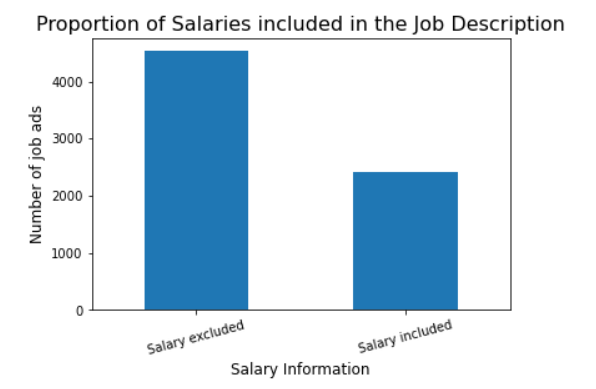 Proportion of Salaries included in the Job Description
Number of job ads
4000
3000
2000
1000
0
Salary excluded
Salary included
Salary Information